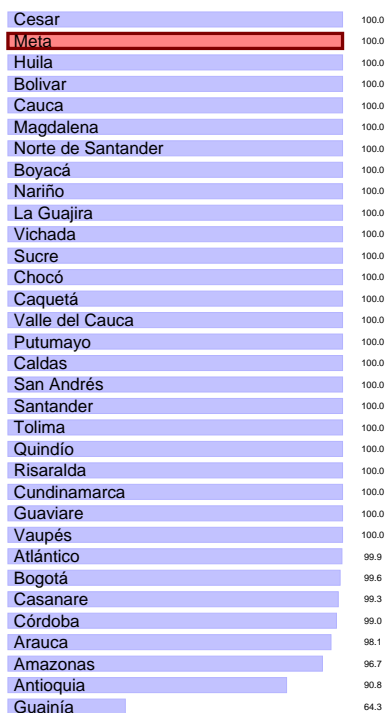 Cesar 100.0
Meta 100.0
Huila 100.0
Bolivar 100.0
Cauca 100.0
Magdalena 100.0
Norte de Santander 100.0
Boyacá 100.0
Nariño 100.0
La Guajira 100.0
Vichada 100.0
Sucre 100.0
Chocó 100.0
Caquetá 100.0
Valle del Cauca 100.0
Putumayo 100.0
Caldas 100.0
San Andrés 100.0
Santander 100.0
Tolima 100.0
Quindío 100.0
Risaralda 100.0
Cundinamarca 100.0
Guaviare 100.0
Vaupés 100.0
Atlántico 99.9
Bogotá 99.6
Casanare 99.3
Córdoba 99.0
Arauca 98.1
Amazonas 96.7
Antioquia 90.8
Guainía 64.3